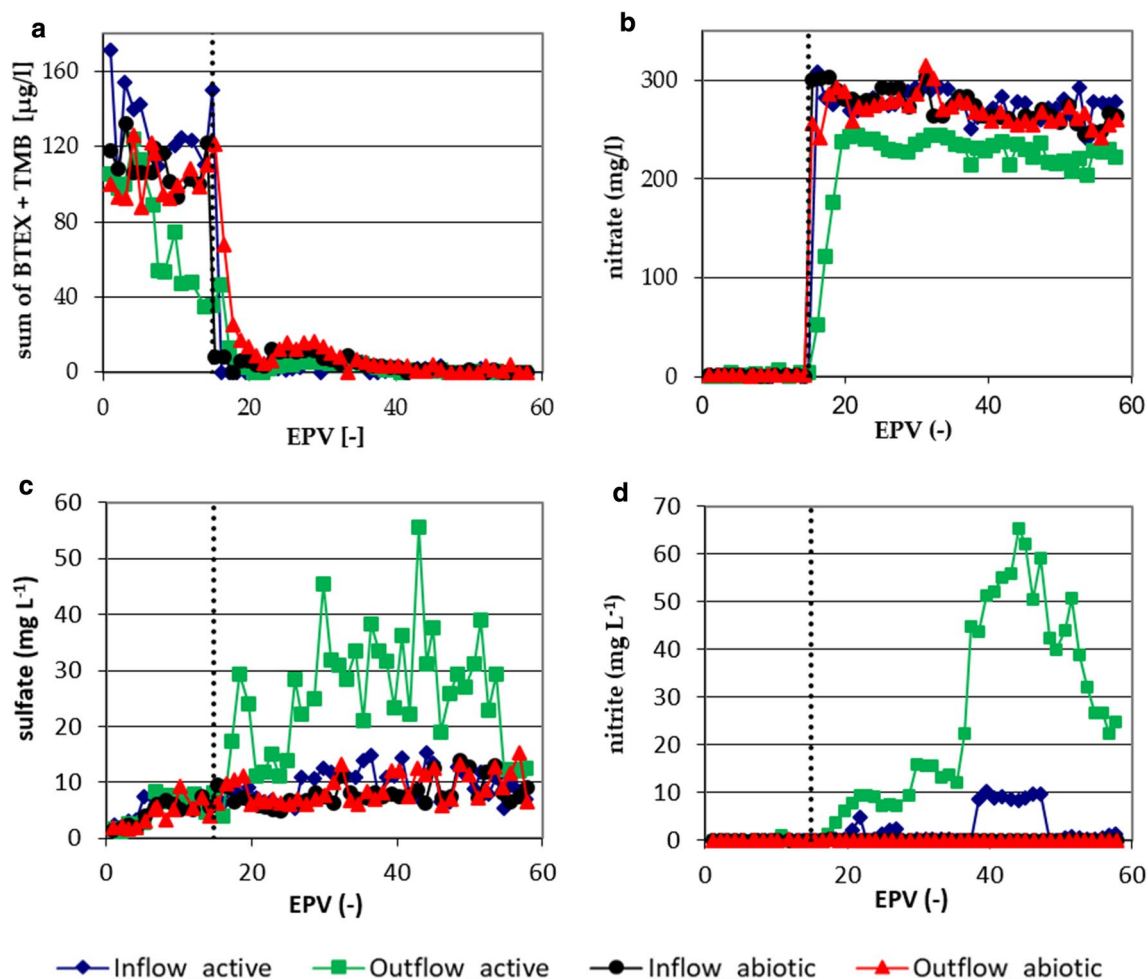 a
sum of BTEX + TMB [µg/l]
160
120
80
40
0
0
20
40
60
EPV [-]
b
nitrate (mg/l)
300
200
100
0
0
20
40
60
EPV (-)
c
sulfate (mg L-1)
60
50
40
30
20
10
0
0
20
40
60
EPV (-)
d
nitrite (mg L-1)
70
60
50
40
30
20
10
0
0
20
40
60
EPV (-)
Inflow active
Outflow active
Inflow abiotic
Outflow abiotic